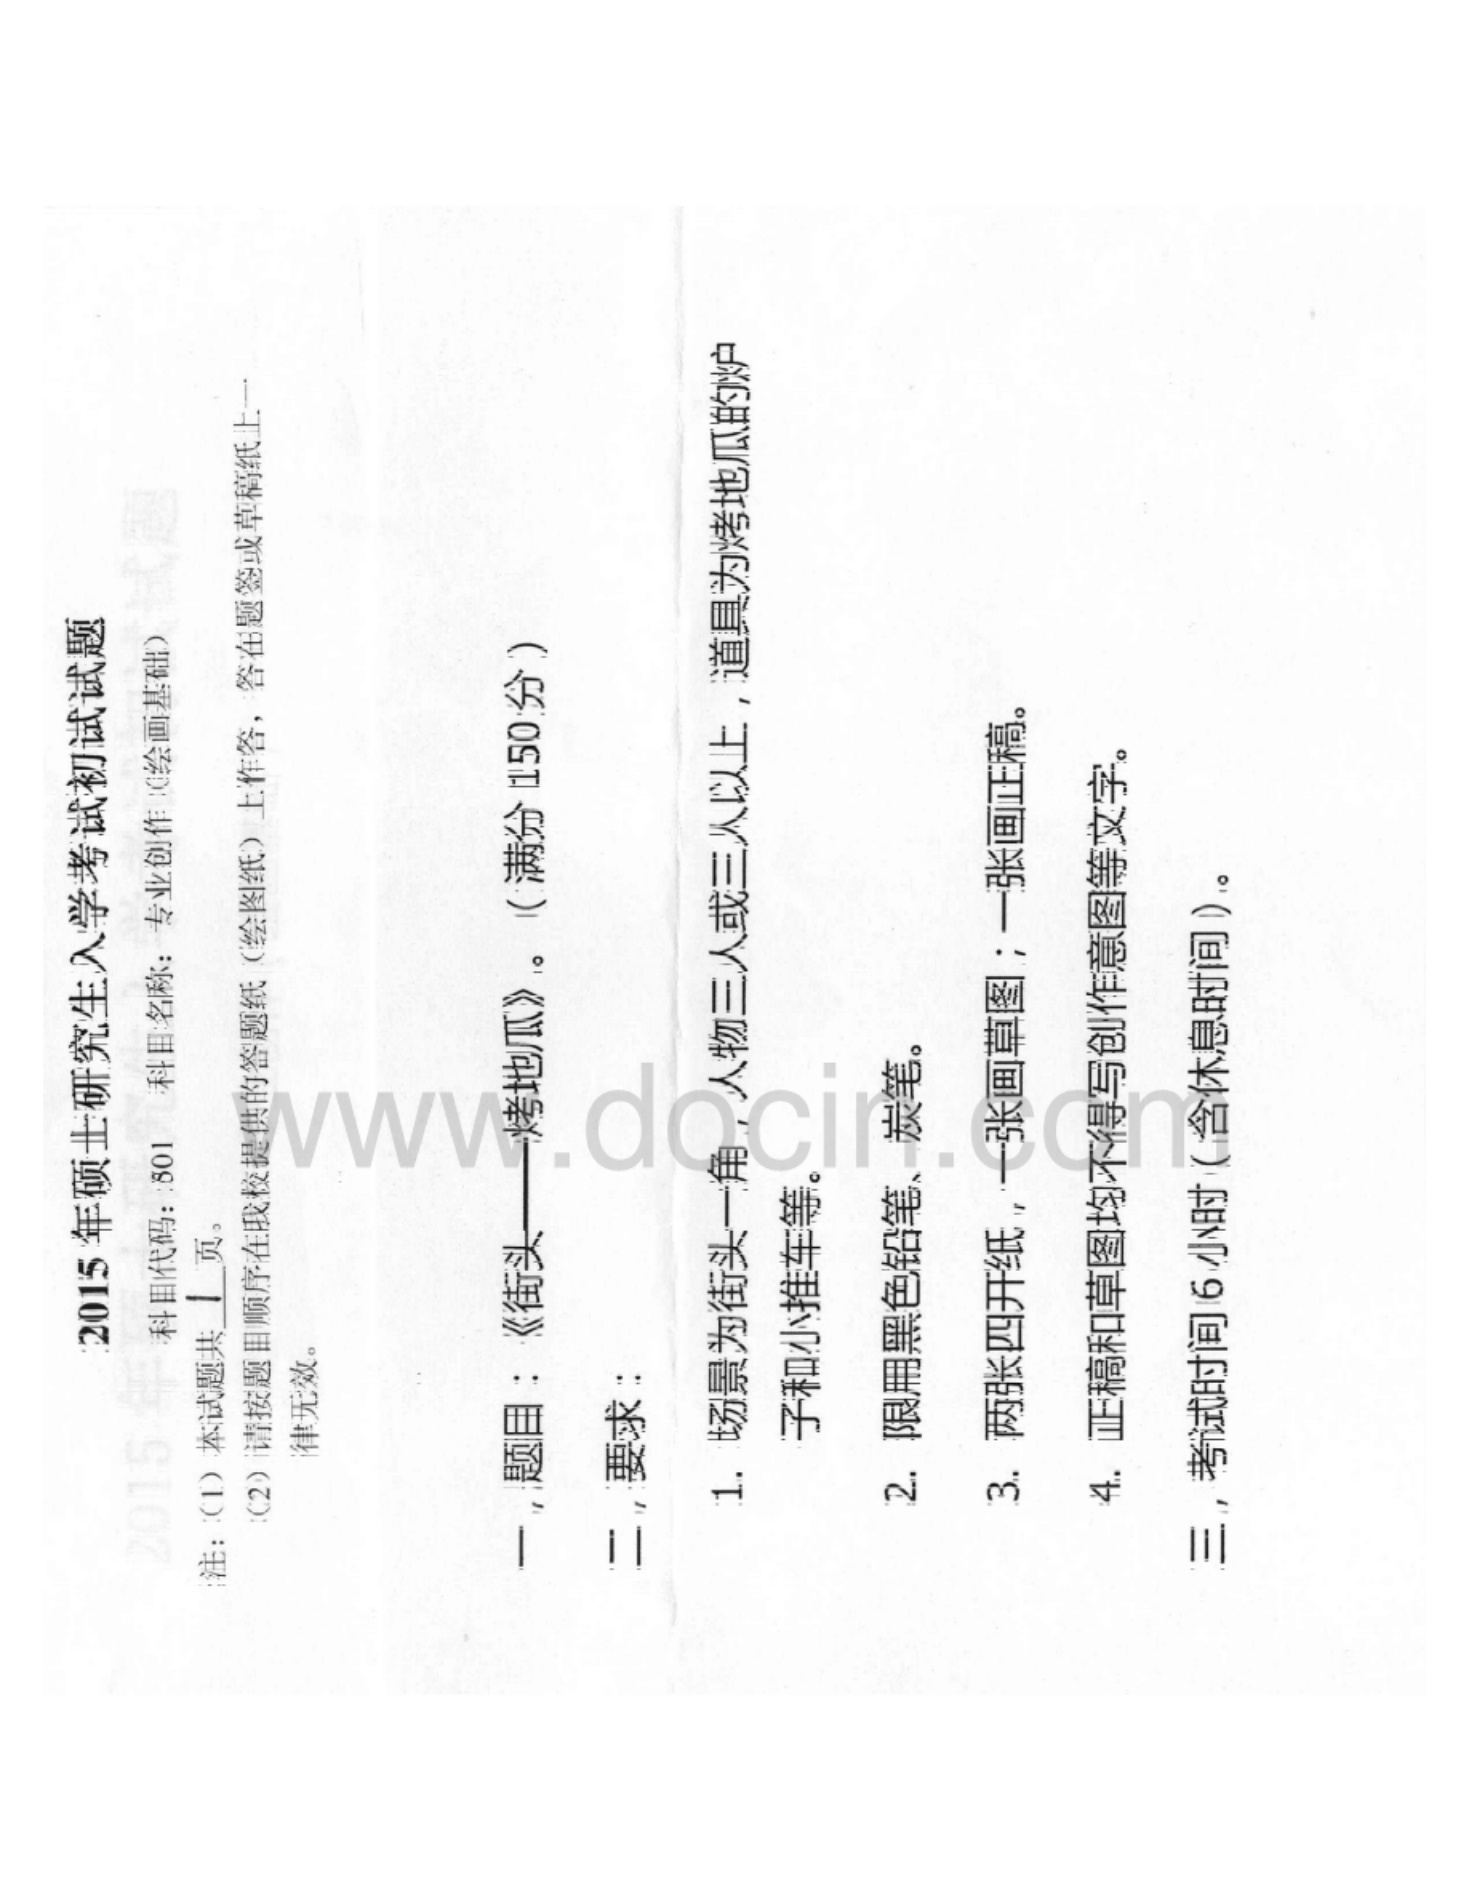 2015年硕士研究生入学考试初试试题
科目代码：801 科目名称：专业创作（绘画基础）
注：（1）本试题共 1 页。
（2）请按题目顺序在我校提供的答题纸（绘图纸）上作答，答在题签或草稿纸上一
律无效。
一，题目：《街头——烤地瓜》。（满分 150 分）
二，要求：
1. 场景为街头一角，人物三人或三人以上，道具为烤地瓜的炉
子和小推车等。
2. 限用黑色铅笔、炭笔。
3. 两张四开纸，一张画草图；一张画正稿。
4. 正稿和草图均不得写创作意图等文字。
三，考试时间 6 小时（含休息时间）。
www.docin.com